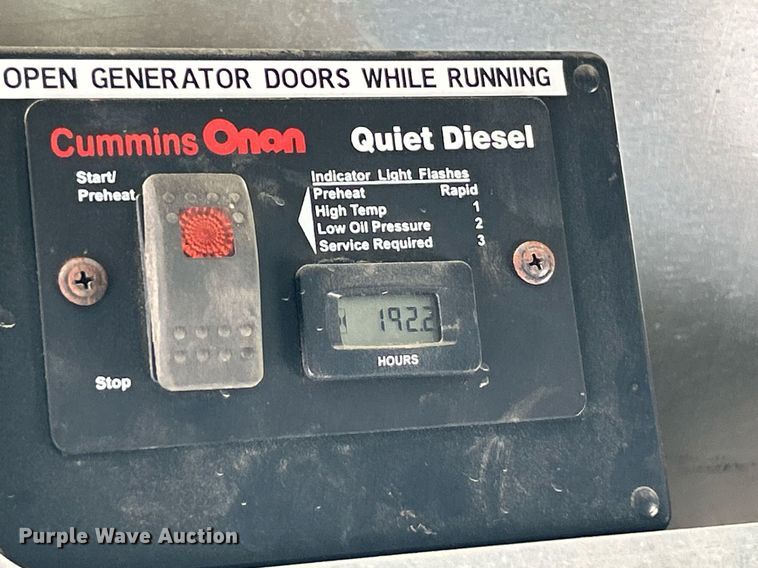 OPEN GENERATOR DOORS WHILE RUNNING
Cummins Onan Quiet Diesel
Start/
Preheat
Indicator Light Flashes
Preheat Rapid
High Temp 1
Low Oil Pressure 2
Service Required 3
192.2
HOURS
Stop
Purple Wave Auction